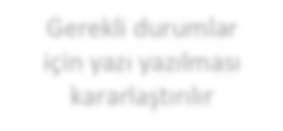 Gerekli durumlar
için yazı yazılması
kararlaştırılır